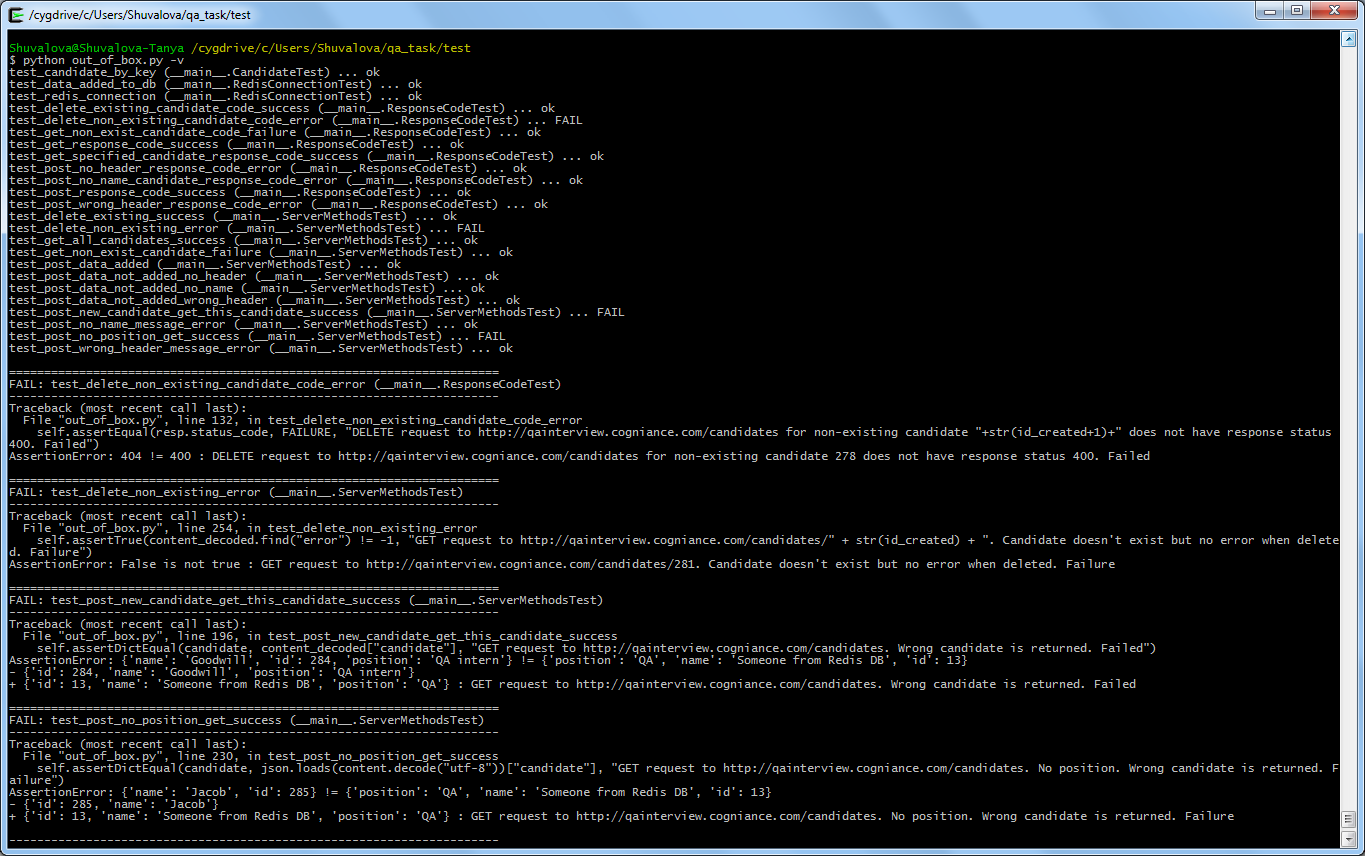 /cygdrive/c/Users/Shuvalova/qa_task/test
Shuvalova@Shuvalova-Tanya /cygdrive/c/Users/Shuvalova/qa_task/test
$ python out_of_box.py -v
test_candidate_by_key (__main__.CandidateTest) ... ok
test_data_added_to_db (__main__.RedisConnectionTest) ... ok
test_redis_connection (__main__.RedisConnectionTest) ... ok
test_delete_existing_candidate_code_success (__main__.ResponseCodeTest) ... ok
test_delete_non_existing_candidate_code_error (__main__.ResponseCodeTest) ... FAIL
test_get_non_exist_candidate_code_failure (__main__.ResponseCodeTest) ... ok
test_get_response_code_success (__main__.ResponseCodeTest) ... ok
test_get_specified_candidate_response_code_success (__main__.ResponseCodeTest) ... ok
test_post_no_header_response_code_error (__main__.ResponseCodeTest) ... ok
test_post_no_name_candidate_response_code_error (__main__.ResponseCodeTest) ... ok
test_post_response_code_success (__main__.ResponseCodeTest) ... ok
test_post_wrong_header_response_code_error (__main__.ResponseCodeTest) ... ok
test_delete_existing_success (__main__.ServerMethodsTest) ... ok
test_delete_non_existing_error (__main__.ServerMethodsTest) ... FAIL
test_get_all_candidates_success (__main__.ServerMethodsTest) ... ok
test_get_non_exist_candidate_failure (__main__.ServerMethodsTest) ... ok
test_post_data_added (__main__.ServerMethodsTest) ... ok
test_post_data_not_added_no_header (__main__.ServerMethodsTest) ... ok
test_post_data_not_added_no_name (__main__.ServerMethodsTest) ... ok
test_post_data_not_added_wrong_header (__main__.ServerMethodsTest) ... ok
test_post_new_candidate_get_this_candidate_success (__main__.ServerMethodsTest) ... FAIL
test_post_no_name_message_error (__main__.ServerMethodsTest) ... ok
test_post_no_position_get_success (__main__.ServerMethodsTest) ... FAIL
test_post_wrong_header_message_error (__main__.ServerMethodsTest) ... ok
======================================================================
FAIL: test_delete_non_existing_candidate_code_error (__main__.ResponseCodeTest)
----------------------------------------------------------------------
Traceback (most recent call last):
  File "out_of_box.py", line 132, in test_delete_non_existing_candidate_code_error
    self.assertEqual(resp.status_code, FAILURE, "DELETE request to http://qainterview.cogniance.com/candidates for non-existing candidate "+str(id_created+1)+" does not have response status
400. Failed")
AssertionError: 404 != 400 : DELETE request to http://qainterview.cogniance.com/candidates for non-existing candidate 278 does not have response status 400. Failed
======================================================================
FAIL: test_delete_non_existing_error (__main__.ServerMethodsTest)
----------------------------------------------------------------------
Traceback (most recent call last):
  File "out_of_box.py", line 254, in test_delete_non_existing_error
    self.assertTrue(content_decoded.find("error") != -1, "GET request to http://qainterview.cogniance.com/candidates/" + str(id_created) + ". Candidate doesn't exist but no error when delete
d. Failure")
AssertionError: False is not true : GET request to http://qainterview.cogniance.com/candidates/281. Candidate doesn't exist but no error when deleted. Failure
======================================================================
FAIL: test_post_new_candidate_get_this_candidate_success (__main__.ServerMethodsTest)
----------------------------------------------------------------------
Traceback (most recent call last):
  File "out_of_box.py", line 196, in test_post_new_candidate_get_this_candidate_success
    self.assertDictEqual(candidate, content_decoded["candidate"], "GET request to http://qainterview.cogniance.com/candidates. Wrong candidate is returned. Failed")
AssertionError: {'name': 'Goodwill', 'id': 284, 'position': 'QA intern'} != {'position': 'QA', 'name': 'Someone from Redis DB', 'id': 13}
- {'id': 284, 'name': 'Goodwill', 'position': 'QA intern'}
+ {'id': 13, 'name': 'Someone from Redis DB', 'position': 'QA'} : GET request to http://qainterview.cogniance.com/candidates. Wrong candidate is returned. Failed
======================================================================
FAIL: test_post_no_position_get_success (__main__.ServerMethodsTest)
----------------------------------------------------------------------
Traceback (most recent call last):
  File "out_of_box.py", line 230, in test_post_no_position_get_success
    self.assertDictEqual(candidate, json.loads(content.decode("utf-8"))["candidate"], "GET request to http://qainterview.cogniance.com/candidates. No position. Wrong candidate is returned. F
ailure")
AssertionError: {'name': 'Jacob', 'id': 285} != {'position': 'QA', 'name': 'Someone from Redis DB', 'id': 13}
- {'id': 285, 'name': 'Jacob'}
+ {'id': 13, 'name': 'Someone from Redis DB', 'position': 'QA'} : GET request to http://qainterview.cogniance.com/candidates. No position. Wrong candidate is returned. Failure
----------------------------------------------------------------------